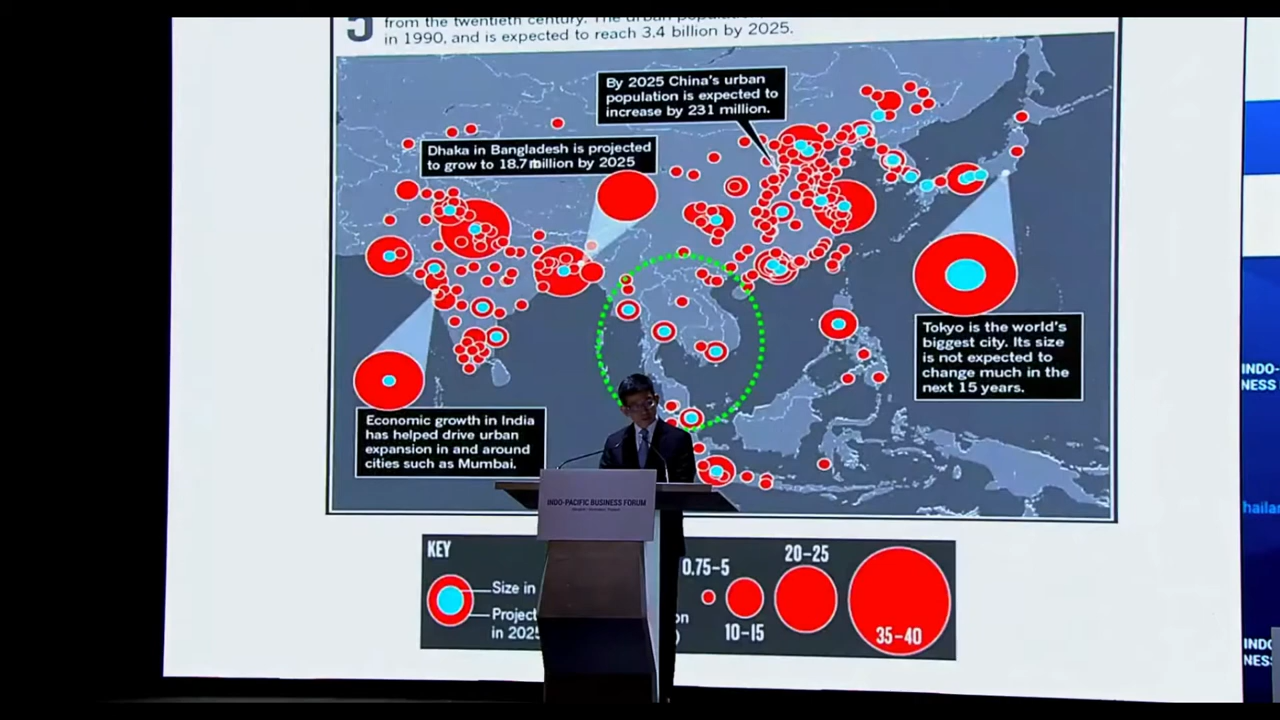 5
from the twentieth century. The urban population
in 1990, and is expected to reach 3.4 billion by 2025.
By 2025 China's urban
population is expected to
increase by 231 million.
Dhaka in Bangladesh is projected
to grow to 18.7 million by 2025
Tokyo is the world's
biggest city. Its size
is not expected to
change much in the
next 15 years.
Economic growth in India
has helped drive urban
expansion in and around
cities such as Mumbai.
INDO-PACIFIC BUSINESS FORUM
KEY
Size in
Project
in 2025
on
0.75–5
10–15
20–25
35–40
INDO-
NESS
hailan
INDO
NESS